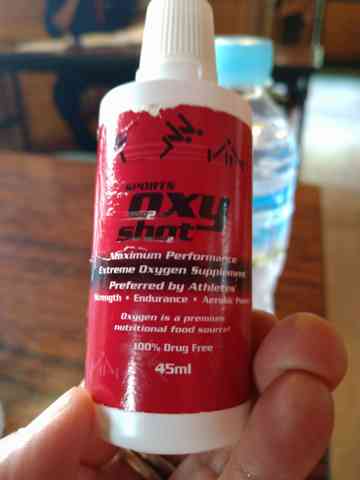 SPORTS
oxy
shot
Maximum Performance
Extreme Oxygen Supplement
Preferred by Athletes
Strength • Endurance • Aerobic Power
Oxygen is a premium
nutritional food source
100% Drug Free
45ml